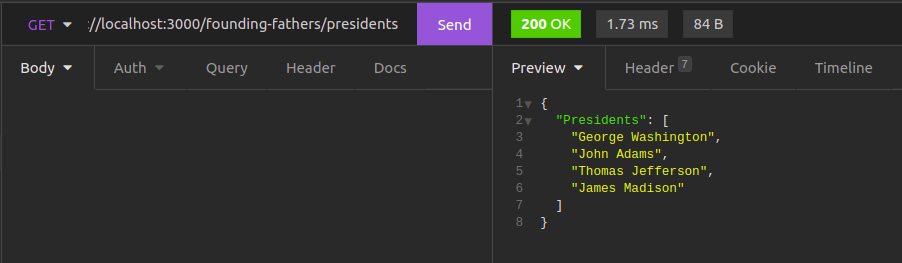 GET ://localhost:3000/founding-fathers/presidents Send 200 OK 1.73 ms 84 B
Body Auth Query Header Docs Preview Header 7 Cookie Timeline
1 {
2 "Presidents": [
3 "George Washington",
4 "John Adams",
5 "Thomas Jefferson",
6 "James Madison"
7 ]
8 }